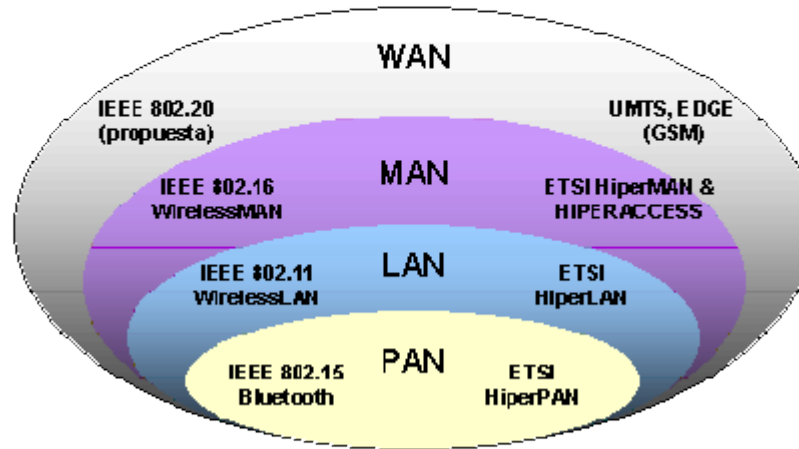 WAN
IEEE 802.20
(propuesta)
UMTS, EDGE
(GSM)
MAN
IEEE 802.16
WirelessMAN
ETSI HiperMAN &
HIPERACCESS
LAN
IEEE 802.11
WirelessLAN
ETSI
HiperLAN
PAN
IEEE 802.15
Bluetooth
ETSI
HiperPAN